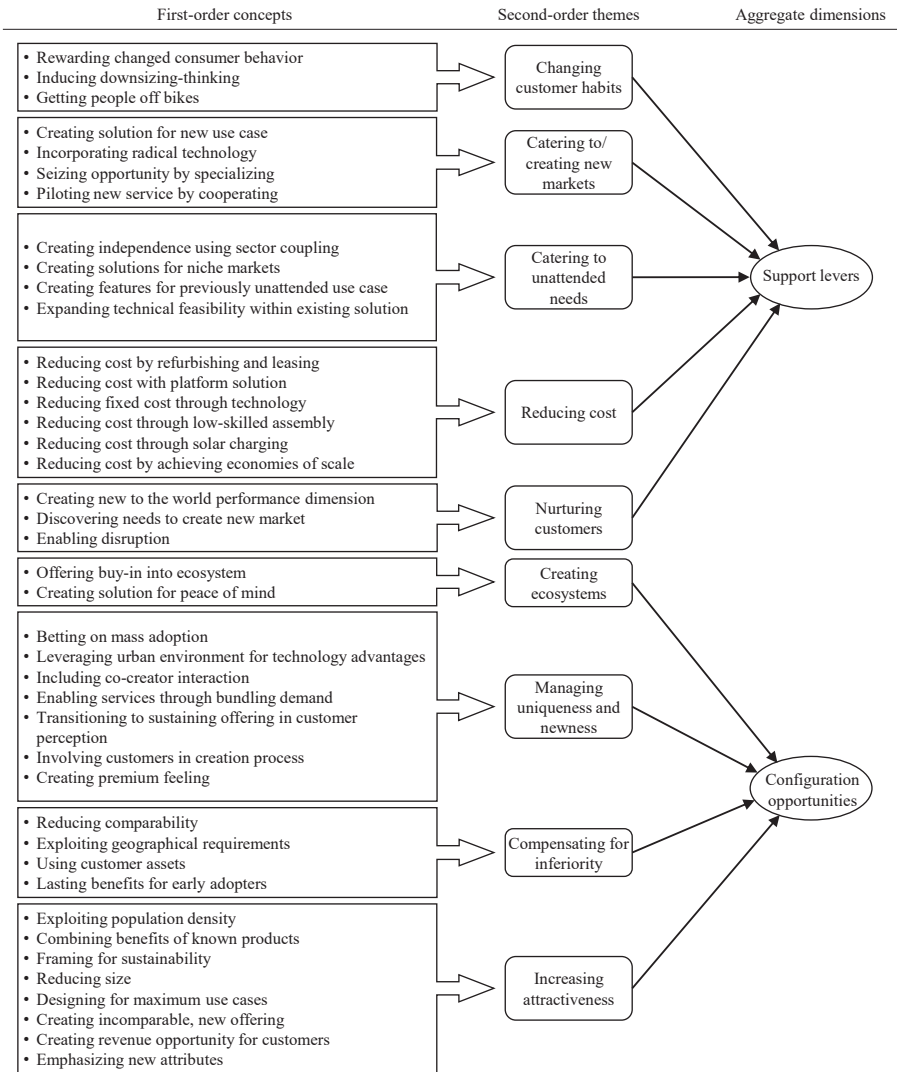 First-order concepts
Second-order themes
Aggregate dimensions
• Rewarding changed consumer behavior
• Inducing downsizing-thinking
• Getting people off bikes
Changing
customer habits
• Creating solution for new use case
• Incorporating radical technology
• Seizing opportunity by specializing
• Piloting new service by cooperating
Catering to/
creating new
markets
• Creating independence using sector coupling
• Creating solutions for niche markets
• Creating features for previously unattended use case
• Expanding technical feasibility within existing solution
Catering to
unattended
needs
Support levers
• Reducing cost by refurbishing and leasing
• Reducing cost with platform solution
• Reducing fixed cost through technology
• Reducing cost through low-skilled assembly
• Reducing cost through solar charging
• Reducing cost by achieving economies of scale
Reducing cost
• Creating new to the world performance dimension
• Discovering needs to create new market
• Enabling disruption
Nurturing
customers
• Offering buy-in into ecosystem
• Creating solution for peace of mind
Creating
ecosystems
• Betting on mass adoption
• Leveraging urban environment for technology advantages
• Including co-creator interaction
• Enabling services through bundling demand
• Transitioning to sustaining offering in customer
perception
• Involving customers in creation process
• Creating premium feeling
Managing
uniqueness and
newness
Configuration
opportunities
• Reducing comparability
• Exploiting geographical requirements
• Using customer assets
• Lasting benefits for early adopters
Compensating for
inferiority
• Exploiting population density
• Combining benefits of known products
• Framing for sustainability
• Reducing size
• Designing for maximum use cases
• Creating incomparable, new offering
• Creating revenue opportunity for customers
• Emphasizing new attributes
Increasing
attractiveness